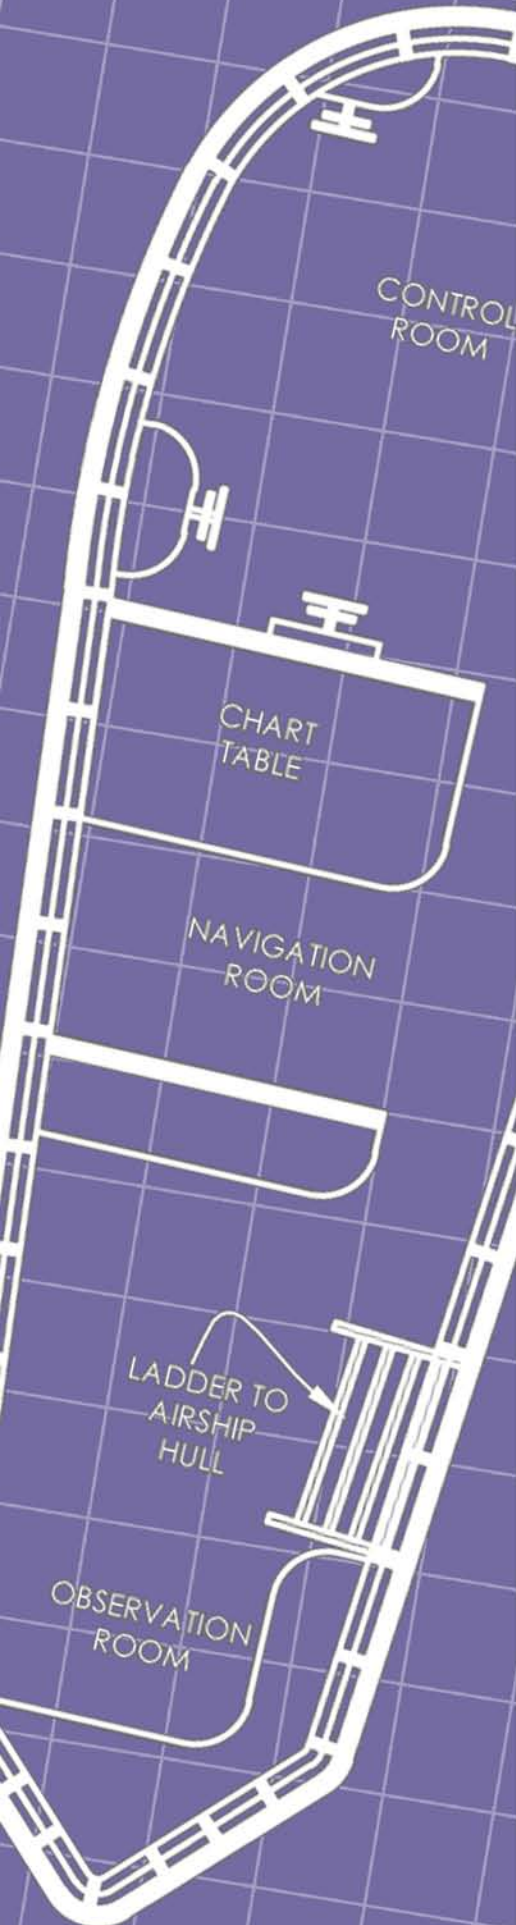 CONTROL
ROOM
CHART
TABLE
NAVIGATION
ROOM
LADDER TO
AIRSHIP
HULL
OBSERVATION
ROOM